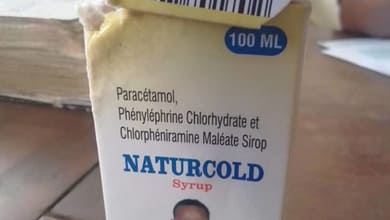 100 ML
Paracétamol,
Phényléphrine Chlorhydrate et
Chlorphéniramine Maléate Sirop
NATURCOLD
Syrup